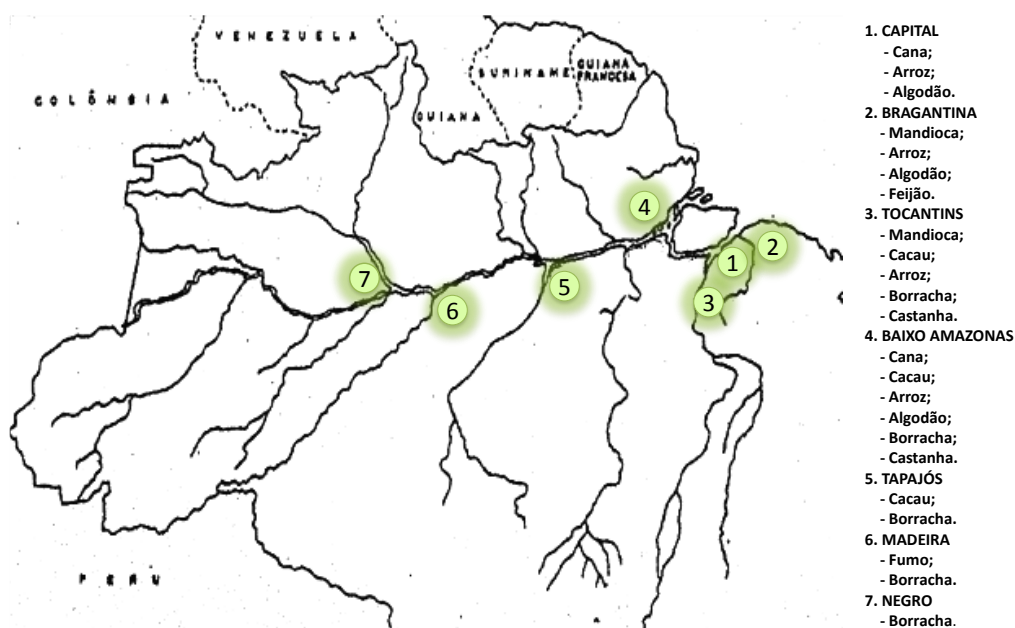 VENEZUELA
COLÔMBIA
SURINAME
GUIANA
FRANCESA
GUIANA
PERU
4
7
6
5
1
2
3
1. CAPITAL
- Cana;
- Arroz;
- Algodão.
2. BRAGANTINA
- Mandioca;
- Arroz;
- Algodão;
- Feijão.
3. TOCANTINS
- Mandioca;
- Cacau;
- Arroz;
- Borracha;
- Castanha.
4. BAIXO AMAZONAS
- Cana;
- Cacau;
- Arroz;
- Algodão;
- Borracha;
- Castanha.
5. TAPAJÓS
- Cacau;
- Borracha.
6. MADEIRA
- Fumo;
- Borracha.
7. NEGRO
- Borracha.